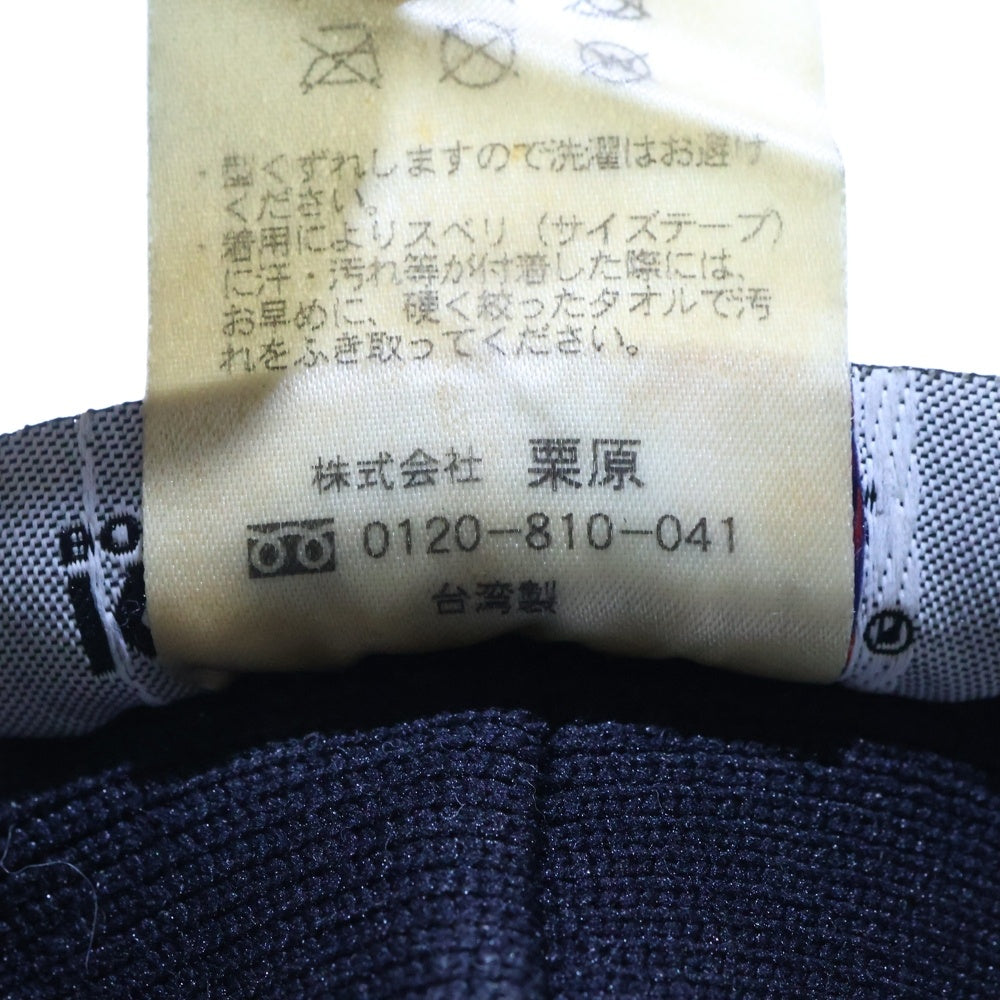 ・型くずれしますので洗濯はお避け
ください。
・着用によりスベリ（サイズテープ）
に汗・汚れ等が付着した際には、
お早めに、硬く絞ったタオルで汚
れをふき取ってください。
株式会社 栗原
0120-810-041
台湾製
BO